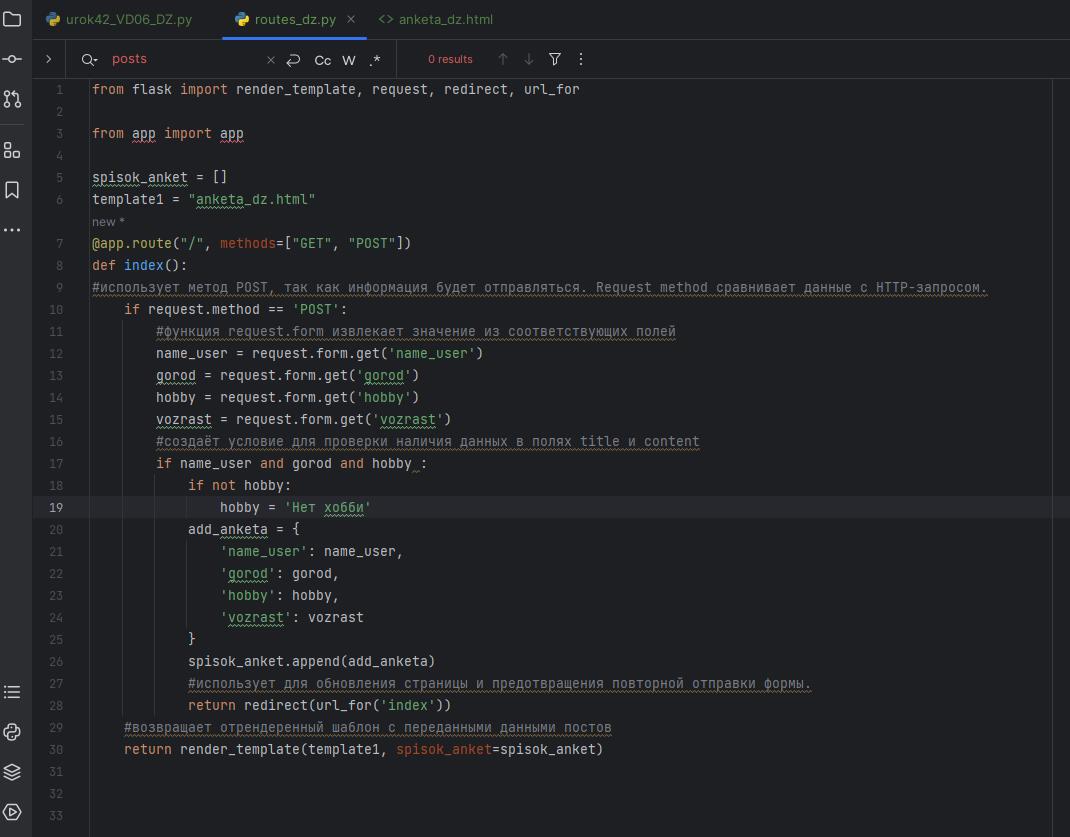 urok42_VD06_DZ.py routes_dz.py anketa_dz.html
posts Cc W .* 0 results
1 from flask import render_template, request, redirect, url_for
2
3 from app import app
4
5 spisok_anket = []
6 template1 = "anketa_dz.html"
new *
7 @app.route("/", methods=["GET", "POST"])
8 def index():
9 #использует метод POST, так как информация будет отправляться. Request method сравнивает данные с HTTP-запросом.
10 if request.method == 'POST':
11 #функция request.form извлекает значение из соответствующих полей
12 name_user = request.form.get('name_user')
13 gorod = request.form.get('gorod')
14 hobby = request.form.get('hobby')
15 vozrast = request.form.get('vozrast')
16 #создаёт условие для проверки наличия данных в полях title и content
17 if name_user and gorod and hobby :
18 if not hobby:
19 hobby = 'Нет хобби'
20 add_anketa = {
21 'name_user': name_user,
22 'gorod': gorod,
23 'hobby': hobby,
24 'vozrast': vozrast
25 }
26 spisok_anket.append(add_anketa)
27 #использует для обновления страницы и предотвращения повторной отправки формы.
28 return redirect(url_for('index'))
29 #возвращает отрендеренный шаблон с переданными данными постов
30 return render_template(template1, spisok_anket=spisok_anket)
31
32
33